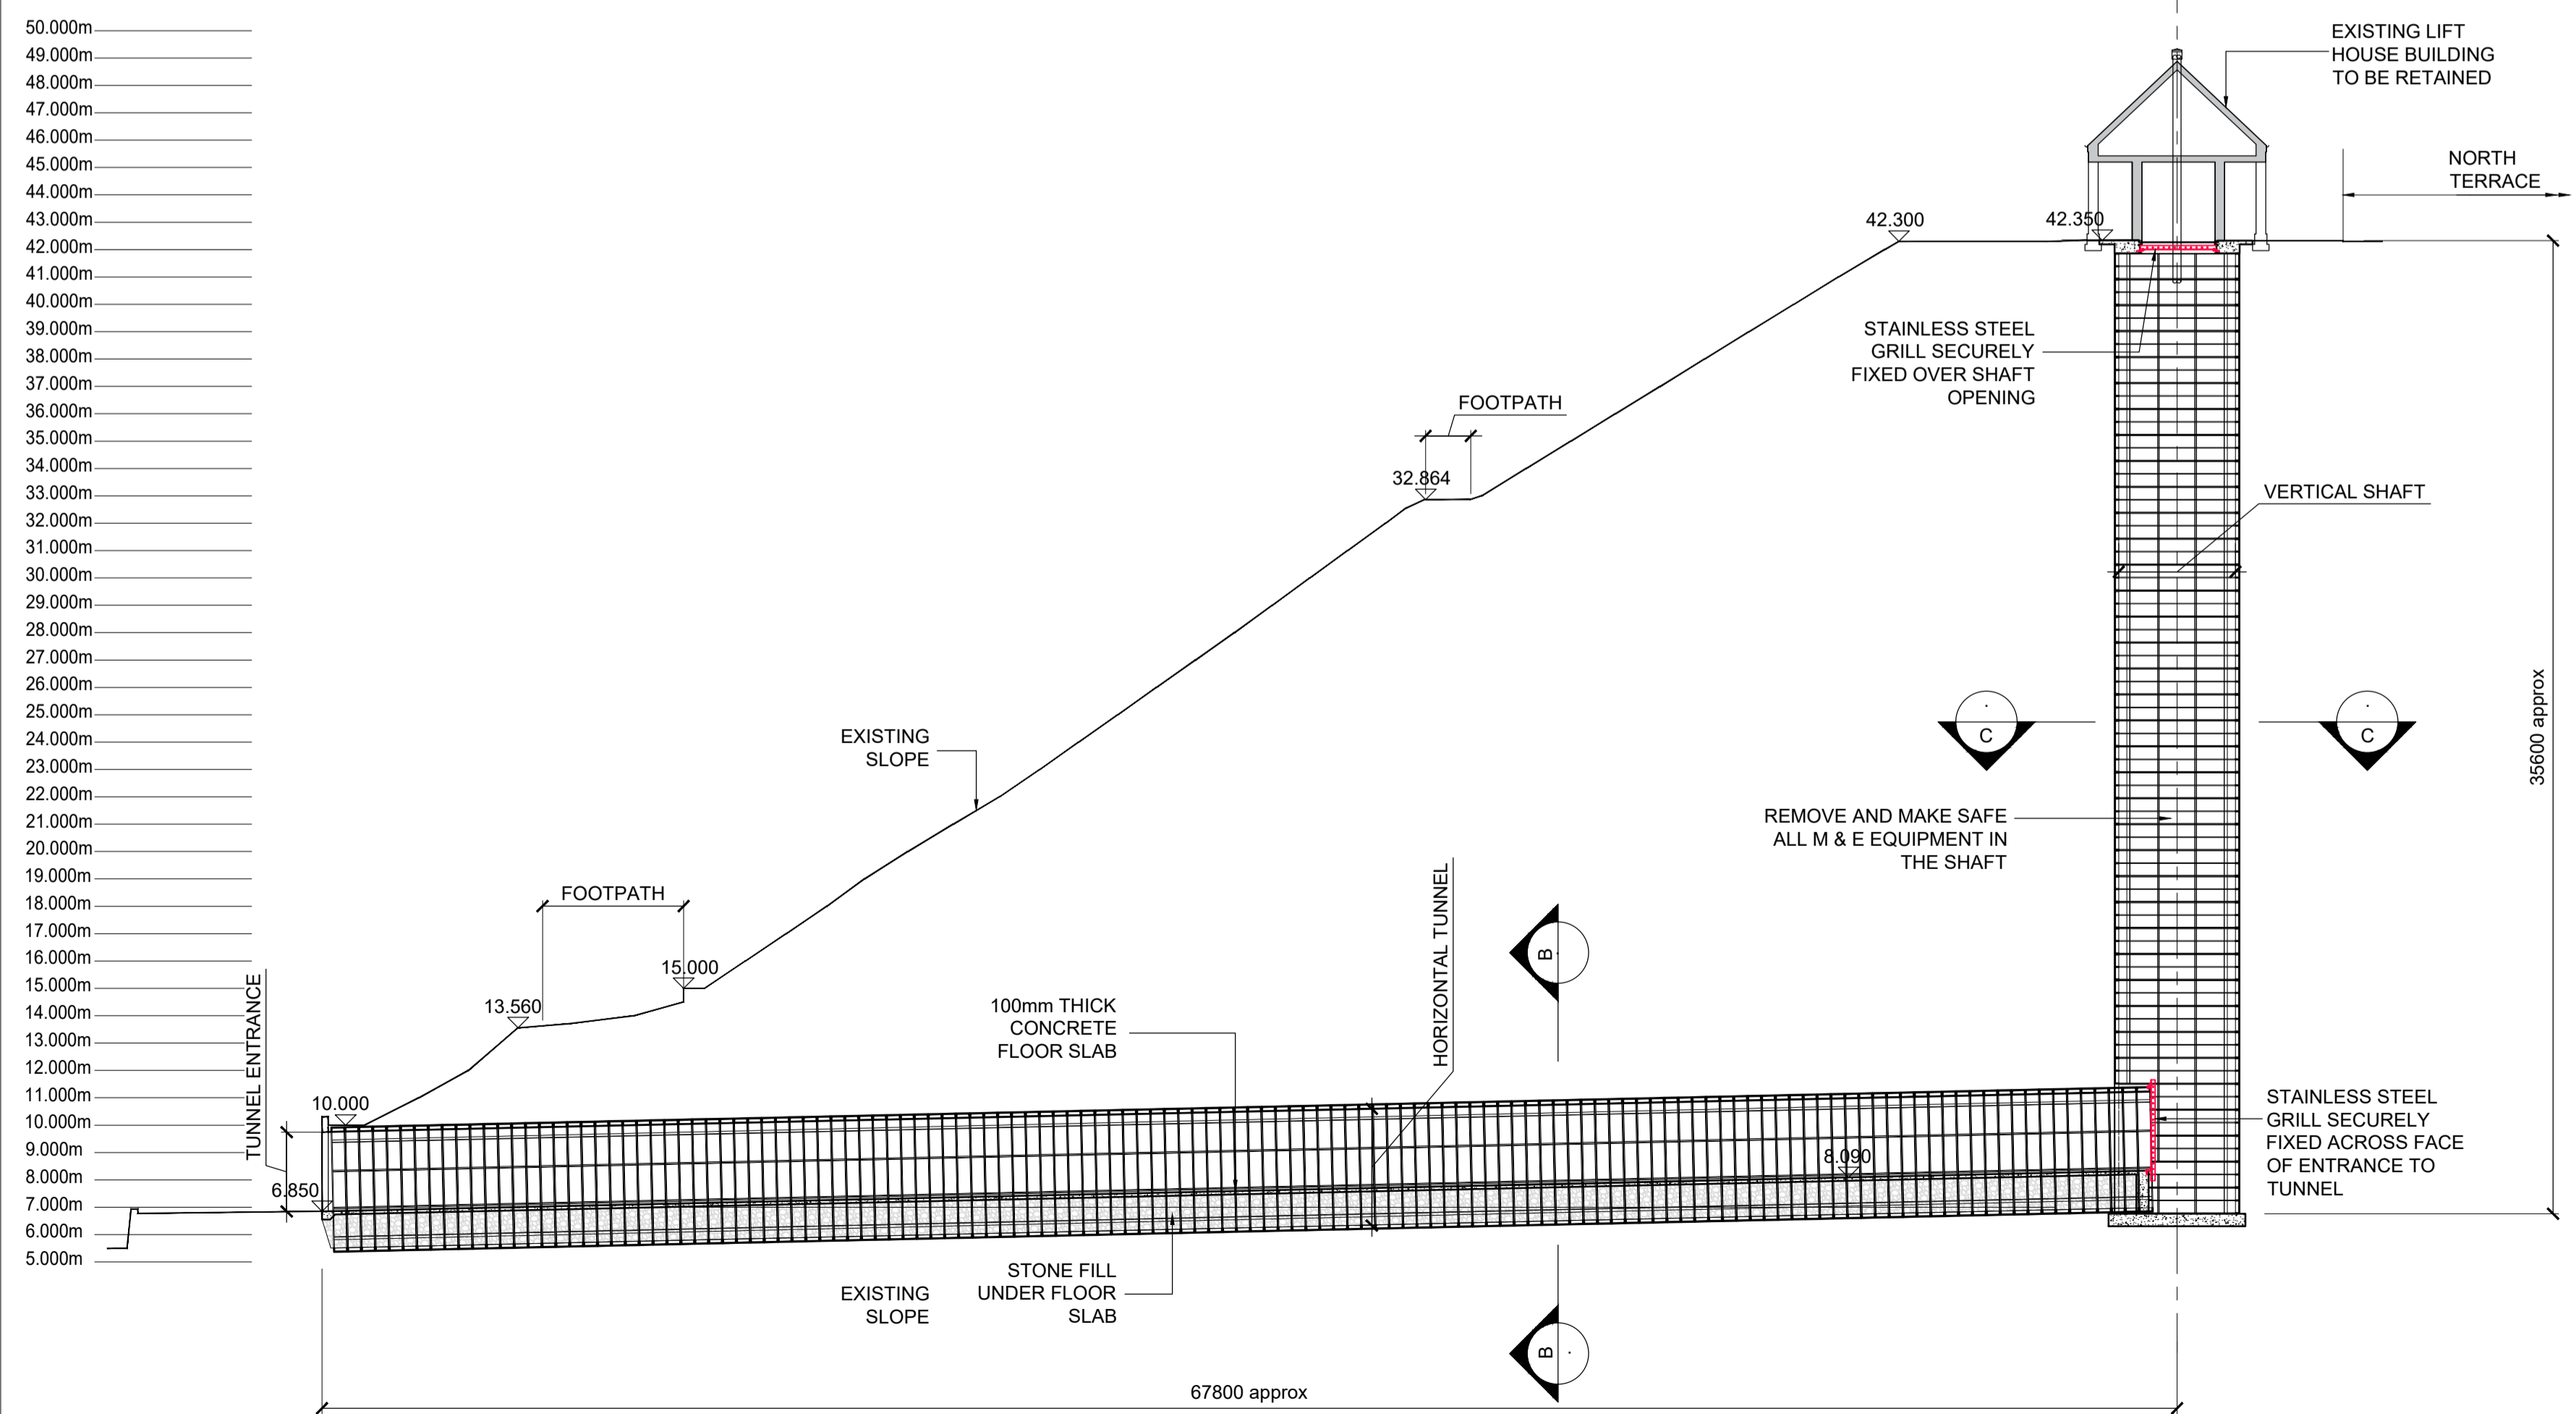 50.000m
49.000m
48.000m
47.000m
46.000m
45.000m
44.000m
43.000m
42.000m
41.000m
40.000m
39.000m
38.000m
37.000m
36.000m
35.000m
34.000m
33.000m
32.000m
31.000m
30.000m
29.000m
28.000m
27.000m
26.000m
25.000m
24.000m
23.000m
22.000m
21.000m
20.000m
19.000m
18.000m
17.000m
16.000m
15.000m
14.000m
13.000m
12.000m
11.000m
10.000m
9.000m
8.000m
7.000m
6.000m
5.000m
TUNNEL ENTRANCE
6.850
10.000
13.560
FOOTPATH
15.000
EXISTING
SLOPE
100mm THICK
CONCRETE
FLOOR SLAB
EXISTING
SLOPE
STONE FILL
UNDER FLOOR
SLAB
HORIZONTAL TUNNEL
FOOTPATH
32.864
B
B
67800 approx
8.090
42.300
42.350
STAINLESS STEEL
GRILL SECURELY
FIXED OVER SHAFT
OPENING
C
C
REMOVE AND MAKE SAFE
ALL M & E EQUIPMENT IN
THE SHAFT
EXISTING LIFT
HOUSE BUILDING
TO BE RETAINED
NORTH
TERRACE
VERTICAL SHAFT
35600 approx
STAINLESS STEEL
GRILL SECURELY
FIXED ACROSS FACE
OF ENTRANCE TO
TUNNEL